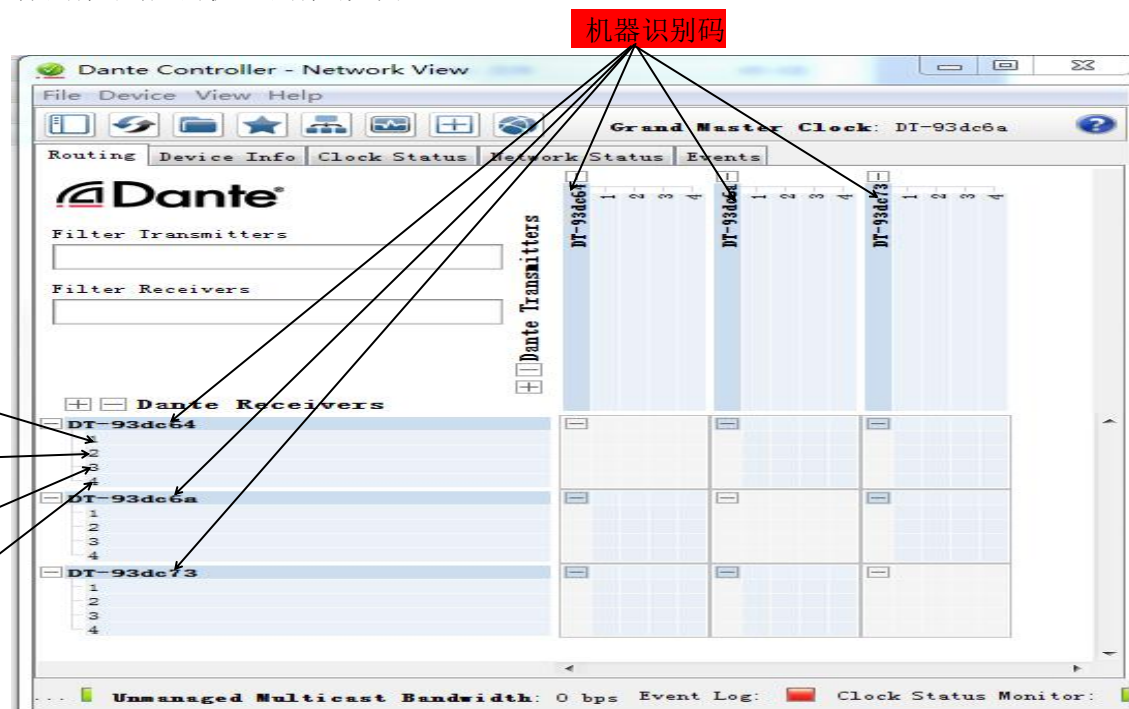 机器识别码
Dante Controller - Network View
File Device View Help
Grand Master Clock: DT-93dc6a
Routing Device Info Clock Status Network Status Events
Dante
Filter Transmitters
Filter Receivers
Dante Transmitters
DT-93dc64 1 2 3 4
DT-93dc6a 1 2 3 4
DT-93dc73 1 2 3 4
Dante Receivers
DT-93dc64
1
2
3
4
DT-93dc6a
1
2
3
4
DT-93dc73
1
2
3
4
... Unmanaged Multicast Bandwidth: 0 bps Event Log: Clock Status Monitor: